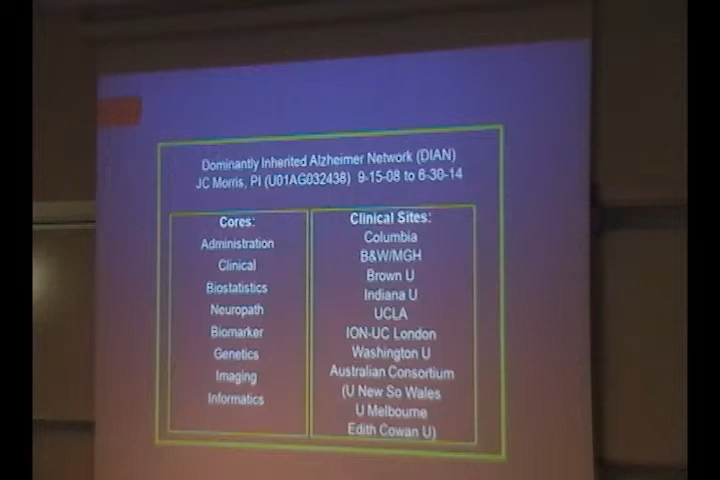 Dominantly Inherited Alzheimer Network (DIAN)
JC Morris, PI (U01AG032438) 9-15-08 to 6-30-14
Cores:
Administration
Clinical
Biostatistics
Neuropath
Biomarker
Genetics
Imaging
Informatics
Clinical Sites:
Columbia
B&W/MGH
Brown U
Indiana U
UCLA
ION-UC London
Washington U
Australian Consortium
(U New So Wales
U Melbourne
Edith Cowan U)